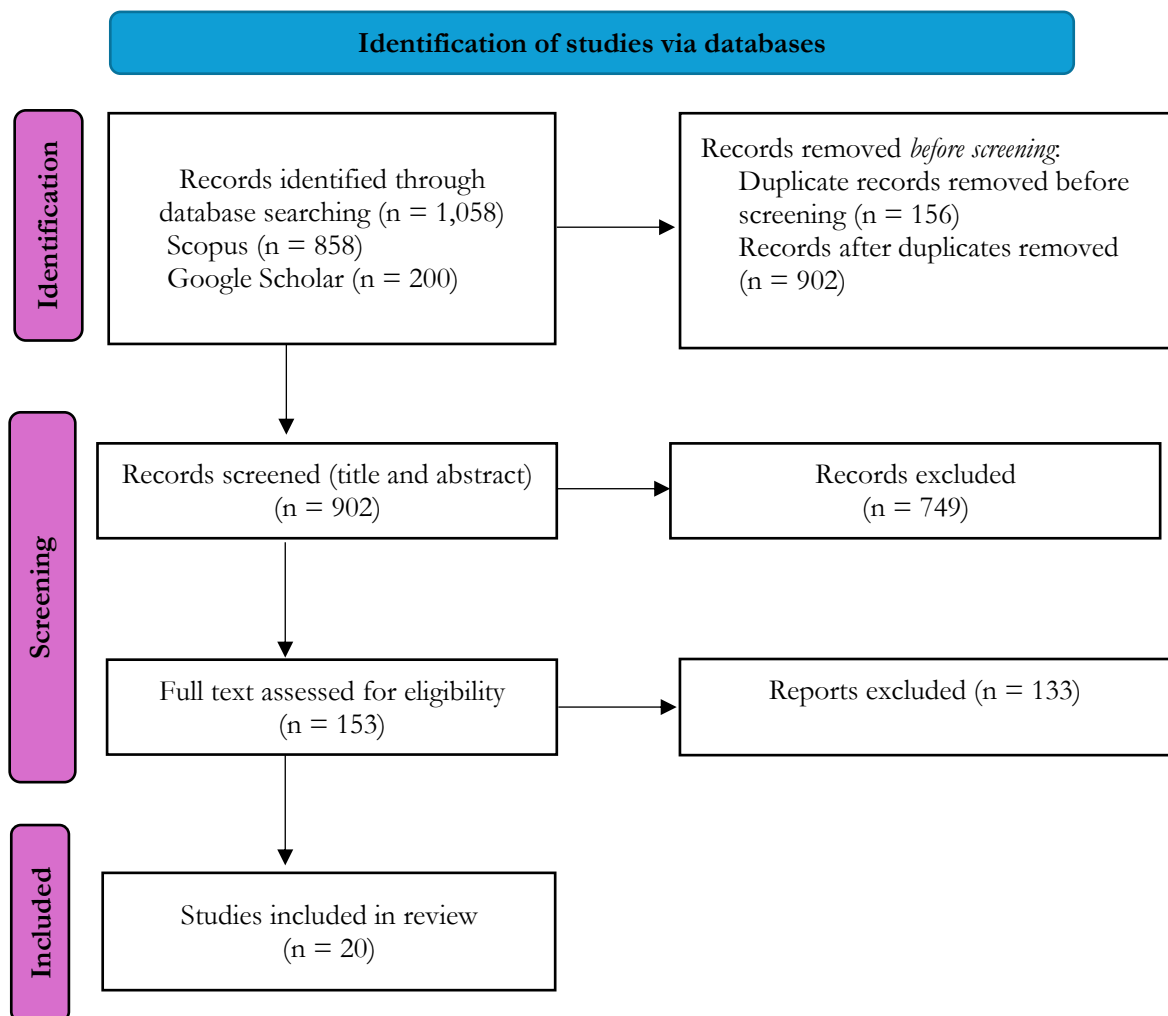 Identification of studies via databases
Identification
Records identified through
database searching (n = 1,058)
Scopus (n = 858)
Google Scholar (n = 200)
Records removed before screening:
Duplicate records removed before
screening (n = 156)
Records after duplicates removed
(n = 902)
Screening
Records screened (title and abstract)
(n = 902)
Records excluded
(n = 749)
Full text assessed for eligibility
(n = 153)
Reports excluded (n = 133)
Included
Studies included in review
(n = 20)